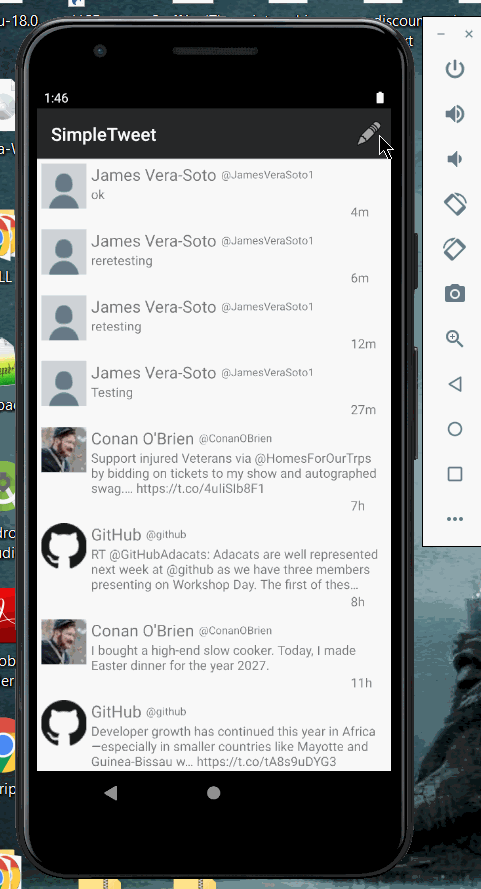 u-18.0
discoun
ort
1:46
SimpleTweet
James Vera-Soto @JamesVeraSoto1
ok
4m
James Vera-Soto @JamesVeraSoto1
reretesting
6m
James Vera-Soto @JamesVeraSoto1
retesting
12m
James Vera-Soto @JamesVeraSoto1
Testing
27m
Conan O'Brien @ConanOBrien
Support injured Veterans via @HomesForOurTrps
by bidding on tickets to my show and autographed
swag.... https://t.co/4uIiSIb8F1
7h
GitHub @github
RT @GitHubAdacats: Adacats are well represented
next week at @github as we have three members
presenting on Workshop Day. The first of thes...
8h
Conan O'Brien @ConanOBrien
I bought a high-end slow cooker. Today, I made
Easter dinner for the year 2027.
11h
GitHub @github
Developer growth has continued this year in Africa
—especially in smaller countries like Mayotte and
Guinea-Bissau w... https://t.co/tA8s9uDYG3